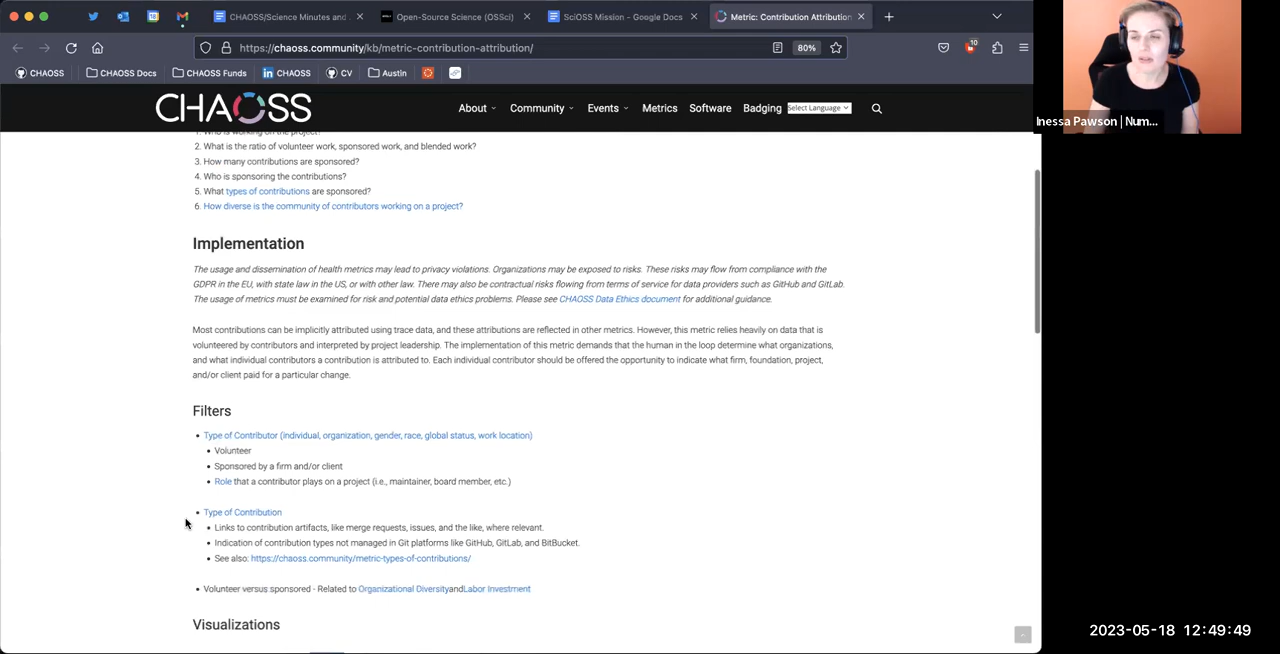 CHAOSS/Science Minutes and
Open-Source Science (OSSci)
SciOSS Mission - Google Docs
Metric: Contribution Attribution
https://chaoss.community/kb/metric-contribution-attribution/
80%
10
CHAOSS
CHAOSS Docs
CHAOSS Funds
CHAOSS
CV
Austin
CHAOSS
About
Community
Events
Metrics
Software
Badging
Select Language
Inessa Pawson | Num...
1. Who is working on the project?
2. What is the ratio of volunteer work, sponsored work, and blended work?
3. How many contributions are sponsored?
4. Who is sponsoring the contributions?
5. What types of contributions are sponsored?
6. How diverse is the community of contributors working on a project?
Implementation
The usage and dissemination of health metrics may lead to privacy violations. Organizations may be exposed to risks. These risks may flow from compliance with the
GDPR in the EU, with state law in the US, or with other law. There may also be contractual risks flowing from terms of service for data providers such as GitHub and GitLab.
The usage of metrics must be examined for risk and potential data ethics problems. Please see CHAOSS Data Ethics document for additional guidance.
Most contributions can be implicitly attributed using trace data, and these attributions are reflected in other metrics. However, this metric relies heavily on data that is
volunteered by contributors and interpreted by project leadership. The implementation of this metric demands that the human in the loop determine what organizations,
and what individual contributors a contribution is attributed to. Each individual contributor should be offered the opportunity to indicate what firm, foundation, project,
and/or client paid for a particular change.
Filters
• Type of Contributor (individual, organization, gender, race, global status, work location)
• Volunteer
• Sponsored by a firm and/or client
• Role that a contributor plays on a project (i.e., maintainer, board member, etc.)
• Type of Contribution
• Links to contribution artifacts, like merge requests, issues, and the like, where relevant.
• Indication of contribution types not managed in Git platforms like GitHub, GitLab, and BitBucket.
• See also: https://chaoss.community/metric-types-of-contributions/
• Volunteer versus sponsored - Related to Organizational DiversityandLabor Investment
Visualizations
2023-05-18 12:49:49